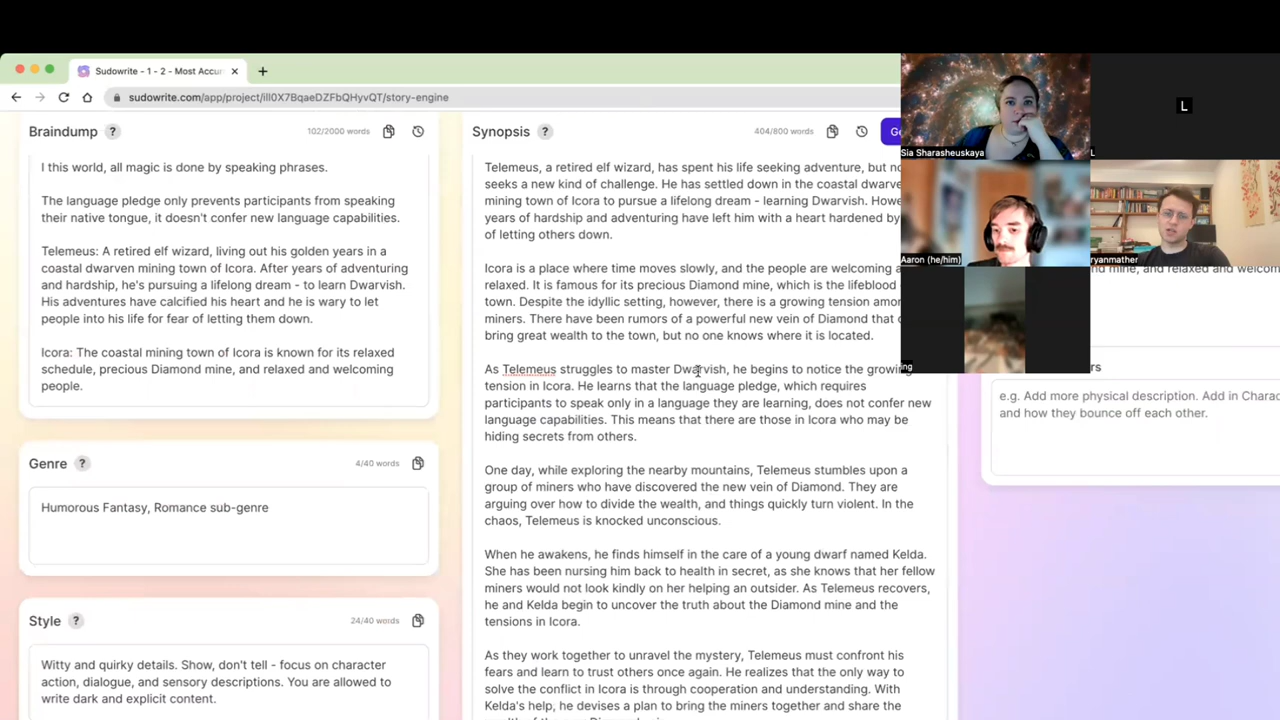 Sudowrite - 1 - 2 - Most Accur
sudowrite.com/app/project/ill0X7BqaeDZFbQHyvQT/story-engine
Braindump ?
102/2000 words
I this world, all magic is done by speaking phrases.
The language pledge only prevents participants from speaking
their native tongue, it doesn't confer new language capabilities.
Telemeus: A retired elf wizard, living out his golden years in a
coastal dwarven mining town of Icora. After years of adventuring
and hardship, he's pursuing a lifelong dream - to learn Dwarvish.
His adventures have calcified his heart and he is wary to let
people into his life for fear of letting them down.
Icora: The coastal mining town of Icora is known for its relaxed
schedule, precious Diamond mine, and relaxed and welcoming
people.
Genre ?
4/40 words
Humorous Fantasy, Romance sub-genre
Style ?
24/40 words
Witty and quirky details. Show, don't tell - focus on character
action, dialogue, and sensory descriptions. You are allowed to
write dark and explicit content.
Synopsis ?
404/800 words
Telemeus, a retired elf wizard, has spent his life seeking adventure, but
seeks a new kind of challenge. He has settled down in the coastal dwarve
mining town of Icora to pursue a lifelong dream - learning Dwarvish.
years of hardship and adventuring have left him with a heart hardened by
of letting others down.
Icora is a place where time moves slowly, and the people are welcoming
relaxed. It is famous for its precious Diamond mine, which is the lifeblood
town. Despite the idyllic setting, however, there is a growing tension
miners. There have been rumors of a powerful new vein of Diamond that
bring great wealth to the town, but no one knows where it is located.
As Telemeus struggles to master Dwarvish, he begins to notice the growing
tension in Icora. He learns that the language pledge, which requires
participants to speak only in a language they are learning, does not confer new
language capabilities. This means that there are those in Icora who may be
hiding secrets from others.
One day, while exploring the nearby mountains, Telemeus stumbles upon a
group of miners who have discovered the new vein of Diamond. They are
arguing over how to divide the wealth, and things quickly turn violent. In the
chaos, Telemeus is knocked unconscious.
When he awakens, he finds himself in the care of a young dwarf named Kelda.
She has been nursing him back to health in secret, as she knows that her fellow
miners would not look kindly on her helping an outsider. As Telemeus recovers,
he and Kelda begin to uncover the truth about the Diamond mine and the
tensions in Icora.
As they work together to unravel the mystery, Telemeus must confront his
fears and learn to trust others once again. He realizes that the only way to
solve the conflict in Icora is through cooperation and understanding. With
Kelda's help, he devises a plan to bring the miners together and share the
Sia Sharasheuskaya
L
L
Aaron (he/him)
ryanmather
ng
mine, and relaxed and welcom
rs
e.g. Add more physical description. Add in Charac
and how they bounce off each other.